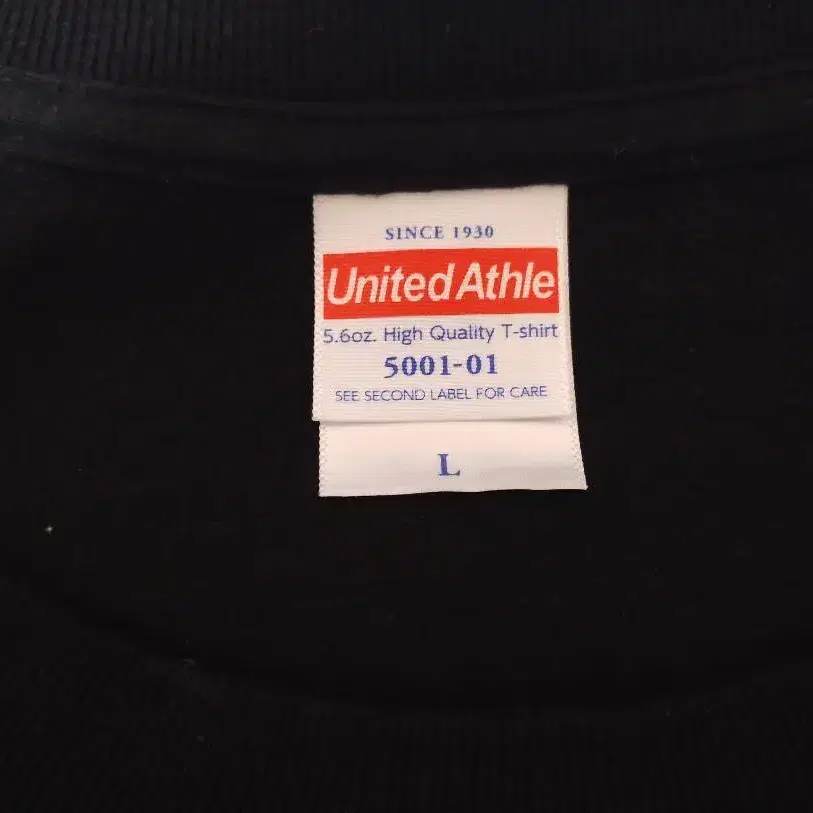 SINCE 1930
United Athle
5.6oz. High Quality T-shirt
5001-01
SEE SECOND LABEL FOR CARE
L